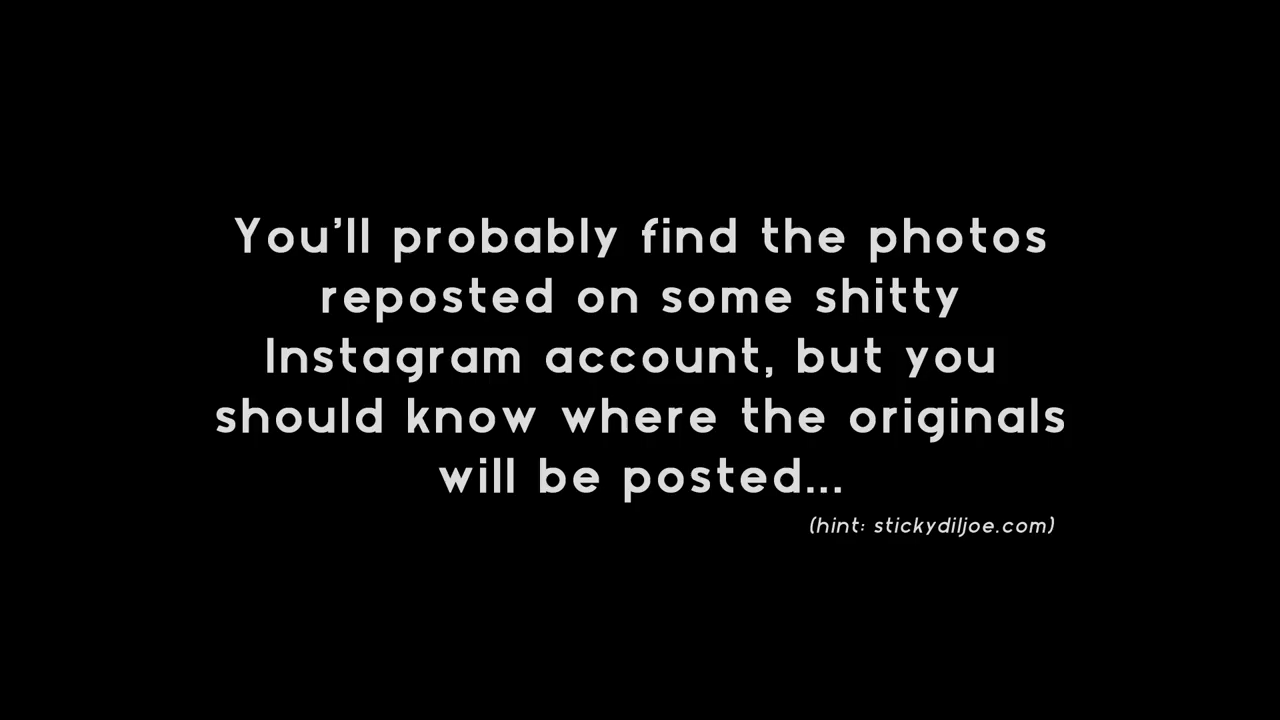 You'll probably find the photos
reposted on some shitty
Instagram account, but you
should know where the originals
will be posted...
(hint: stickydiljoe.com)